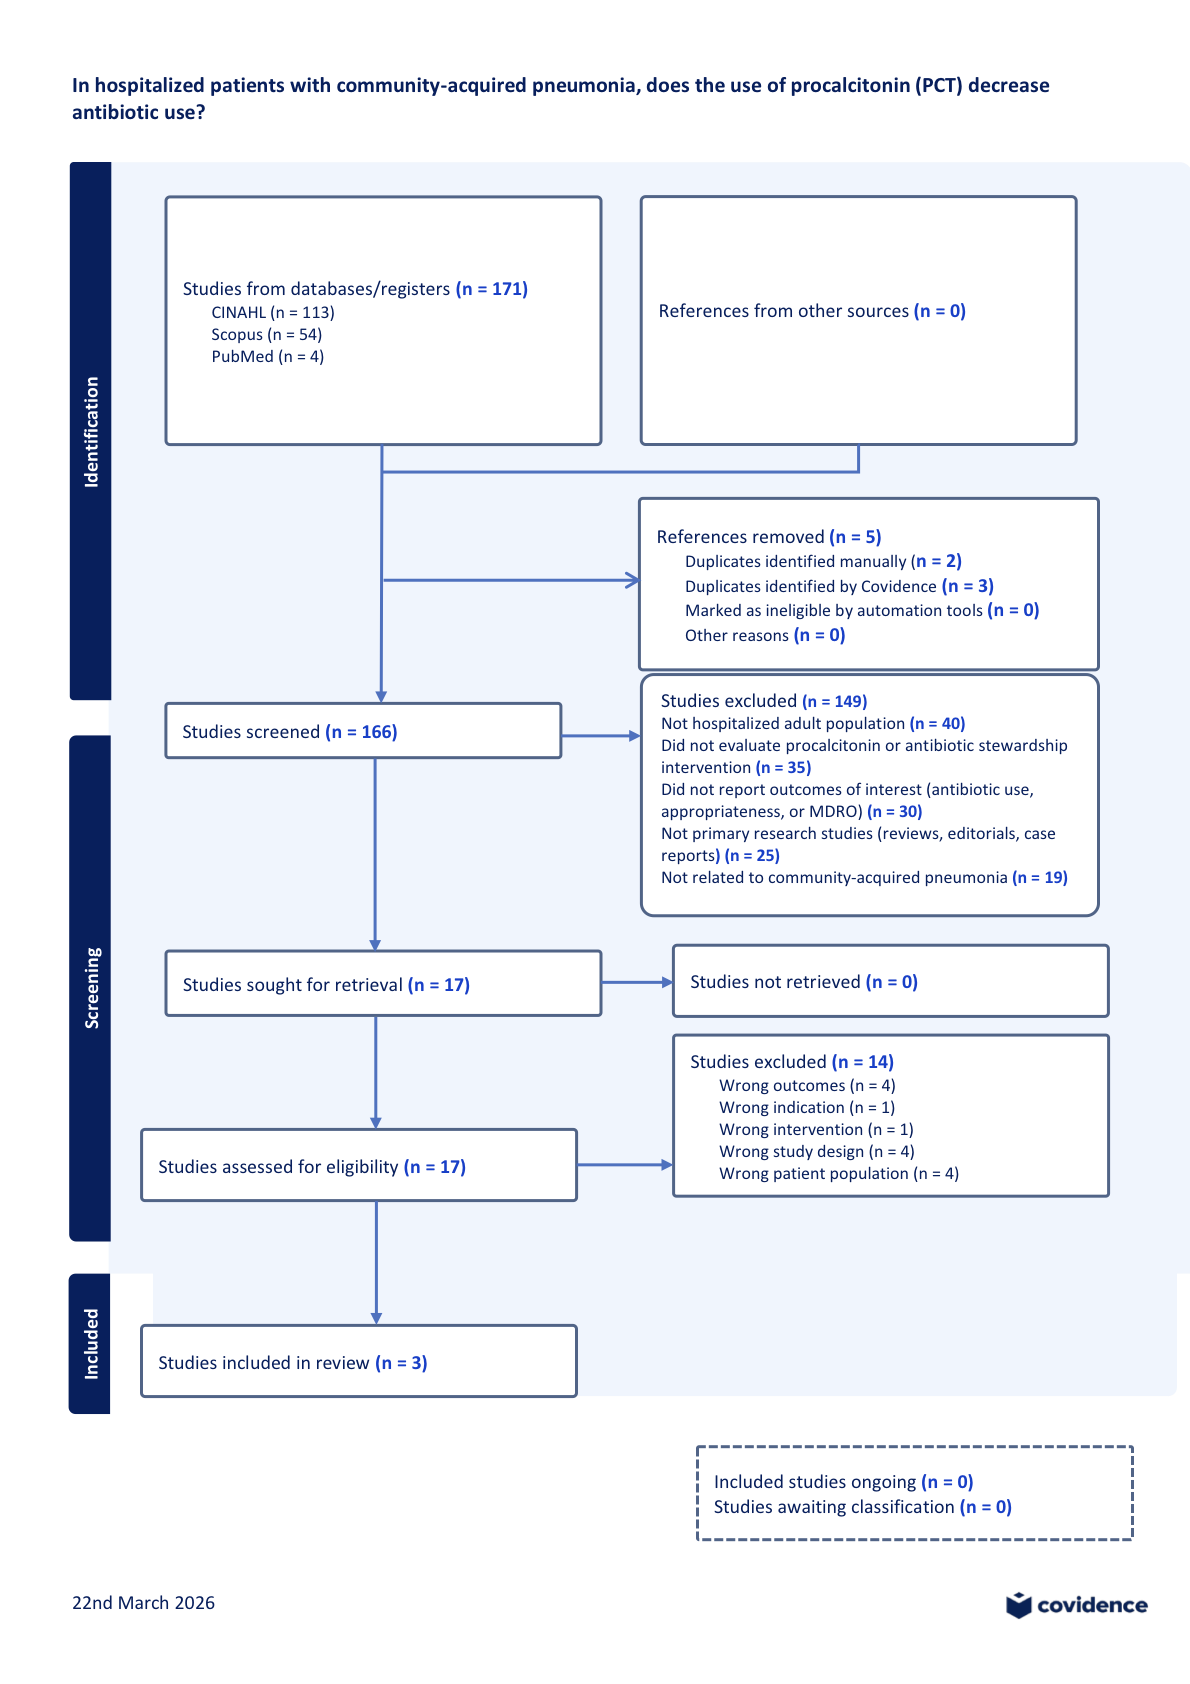 In hospitalized patients with community-acquired pneumonia, does the use of procalcitonin (PCT) decrease
antibiotic use?
Identification
Studies from databases/registers (n = 171)
CINAHL (n = 113)
Scopus (n = 54)
PubMed (n = 4)
References from other sources (n = 0)
References removed (n = 5)
Duplicates identified manually (n = 2)
Duplicates identified by Covidence (n = 3)
Marked as ineligible by automation tools (n = 0)
Other reasons (n = 0)
Screening
Studies screened (n = 166)
Studies excluded (n = 149)
Not hospitalized adult population (n = 40)
Did not evaluate procalcitonin or antibiotic stewardship
intervention (n = 35)
Did not report outcomes of interest (antibiotic use,
appropriateness, or MDRO) (n = 30)
Not primary research studies (reviews, editorials, case
reports) (n = 25)
Not related to community-acquired pneumonia (n = 19)
Studies sought for retrieval (n = 17)
Studies not retrieved (n = 0)
Studies assessed for eligibility (n = 17)
Studies excluded (n = 14)
Wrong outcomes (n = 4)
Wrong indication (n = 1)
Wrong intervention (n = 1)
Wrong study design (n = 4)
Wrong patient population (n = 4)
Included
Studies included in review (n = 3)
Included studies ongoing (n = 0)
Studies awaiting classification (n = 0)
22nd March 2026
covidence